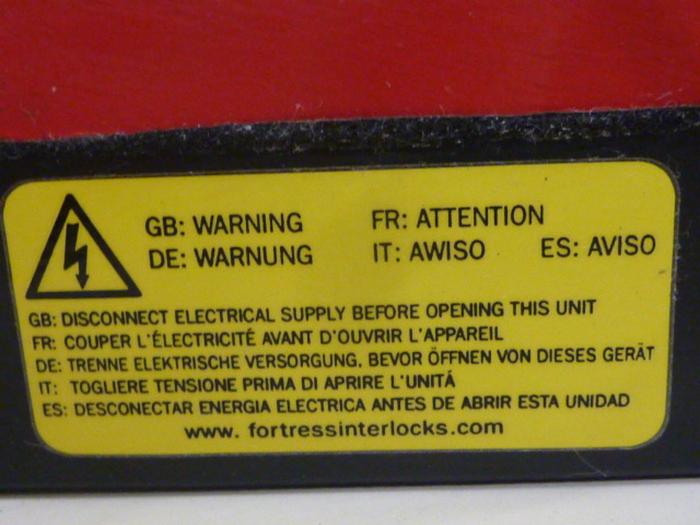 GB: WARNING FR: ATTENTION
DE: WARNUNG IT: AWISO ES: AVISO
GB: DISCONNECT ELECTRICAL SUPPLY BEFORE OPENING THIS UNIT
FR: COUPER L'ÉLECTRICITÉ AVANT D'OUVRIR L'APPAREIL
DE: TRENNE ELEKTRISCHE VERSORGUNG, BEVOR ÖFFNEN VON DIESES GERÄT
IT: TOGLIERE TENSIONE PRIMA DI APRIRE L'UNITÁ
ES: DESCONECTAR ENERGIA ELECTRICA ANTES DE ABRIR ESTA UNIDAD
www. fortressinterlocks.com